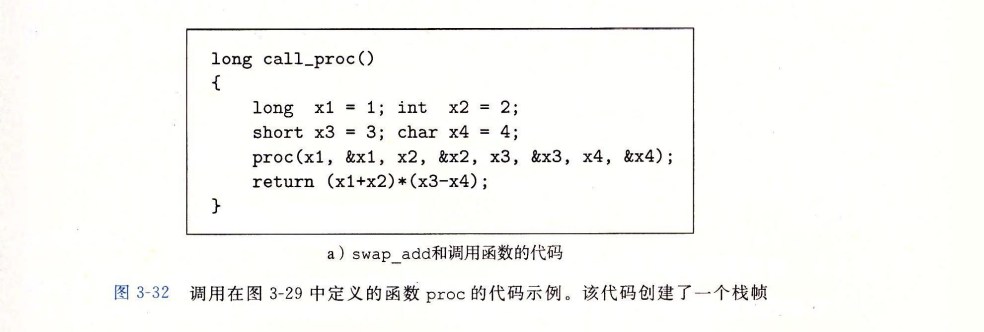 long call_proc()
{
    long  x1 = 1; int  x2 = 2;
    short x3 = 3; char x4 = 4;
    proc(x1, &x1, x2, &x2, x3, &x3, x4, &x4);
    return (x1+x2)*(x3-x4);
}
a）swap_add和调用函数的代码
图 3-32 调用在图 3-29 中定义的函数 proc 的代码示例。该代码创建了一个栈帧